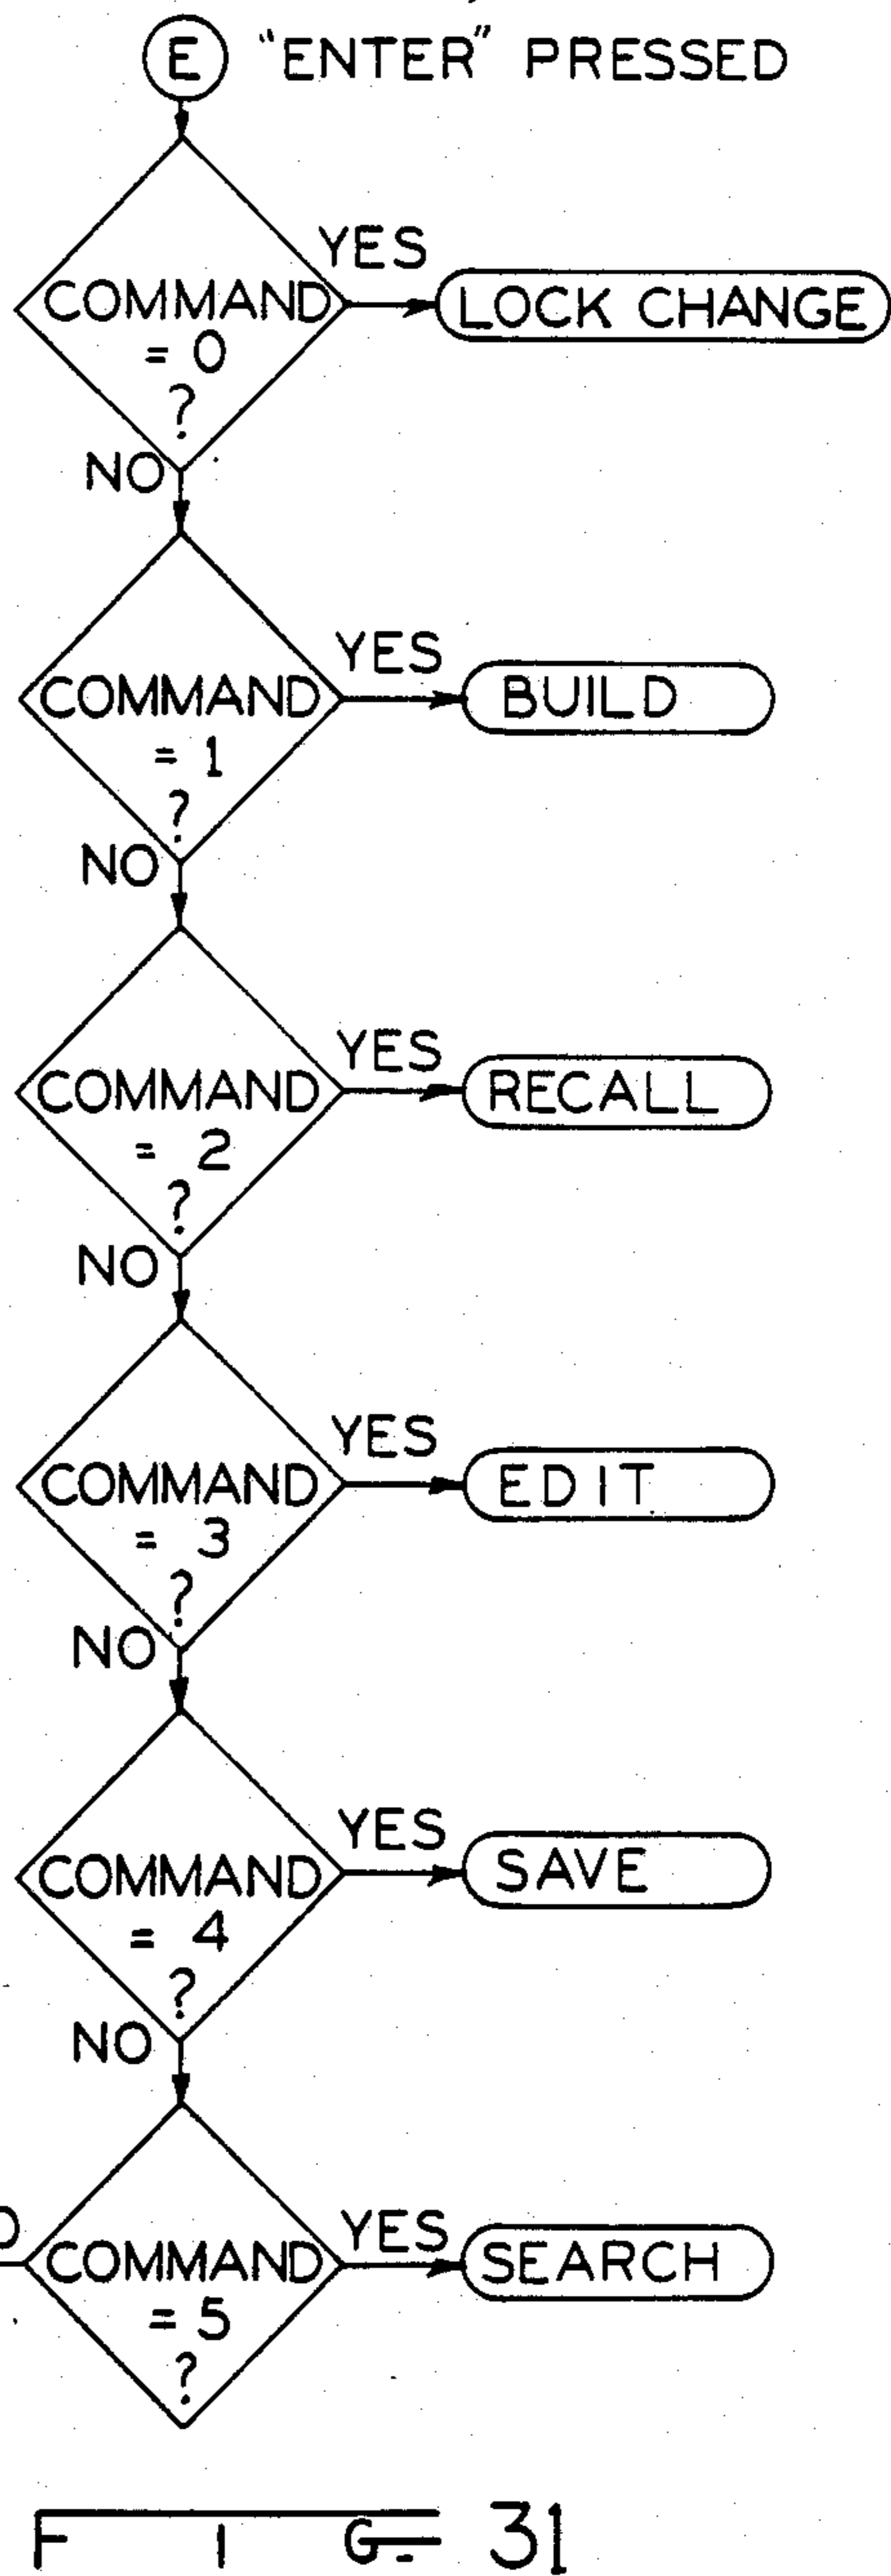 E "ENTER" PRESSED
YES
COMMAND
= 0
?
LOCK CHANGE
NO
YES
COMMAND
= 1
?
BUILD
NO
YES
COMMAND
= 2
?
RECALL
NO
YES
COMMAND
= 3
?
EDIT
NO
YES
COMMAND
= 4
?
SAVE
NO
YES
COMMAND
= 5
?
SEARCH
FIG_ 31